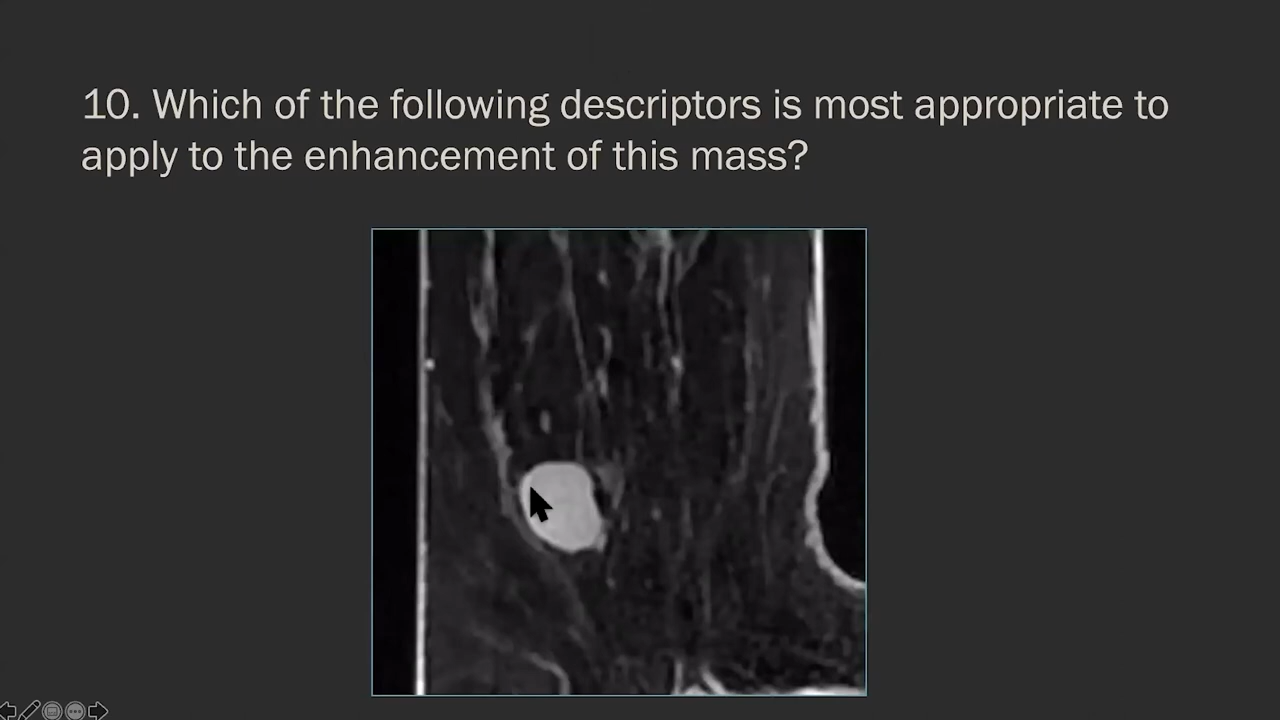 10. Which of the following descriptors is most appropriate to
apply to the enhancement of this mass?